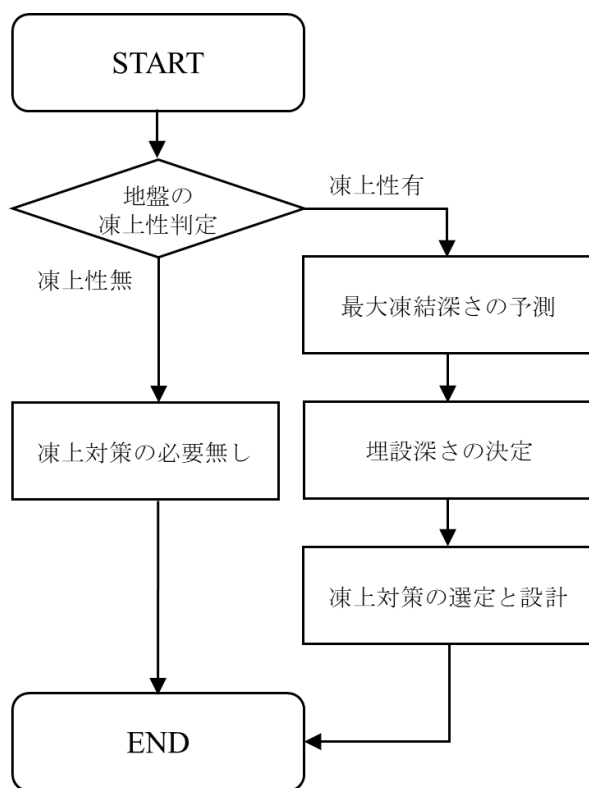 START
地盤の
凍上性判定
凍上性有
凍上性無
最大凍結深さの予測
凍上対策の必要無し
埋設深さの決定
凍上対策の選定と設計
END